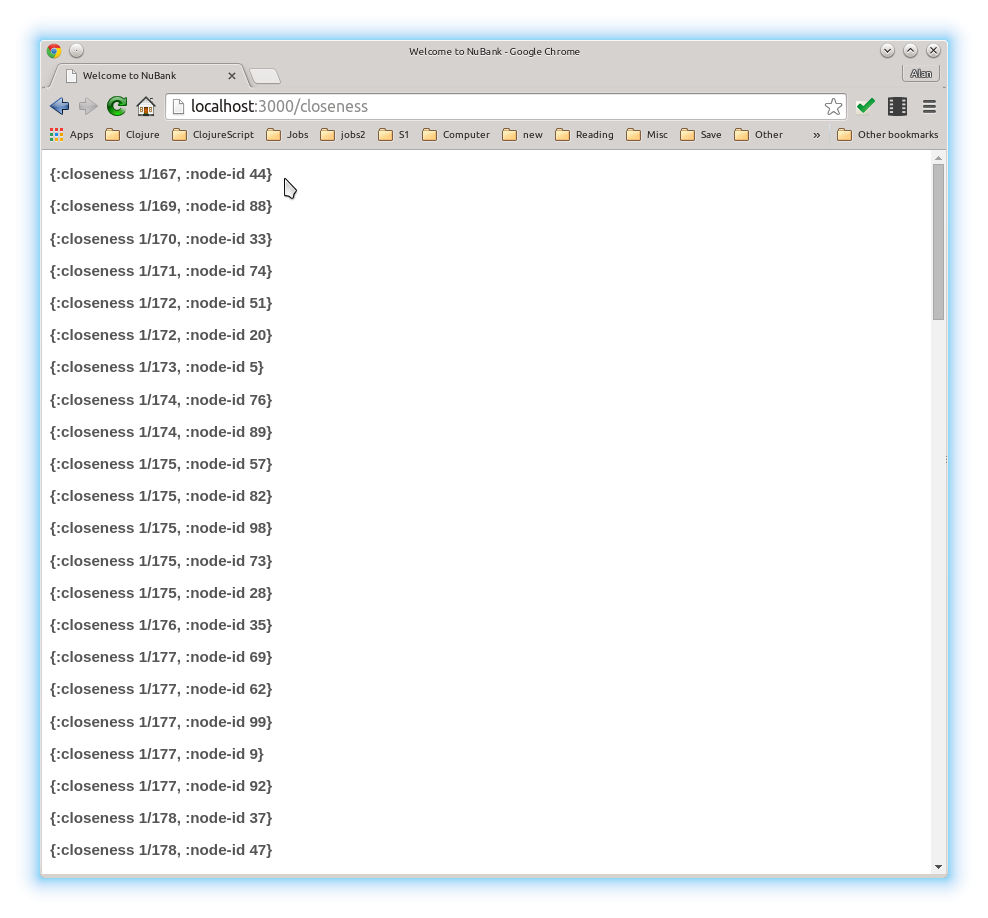 Welcome to NuBank - Google Chrome
Welcome to NuBank
Alan
localhost:3000/closeness
Apps Clojure ClojureScript Jobs jobs2 S1 Computer new Reading Misc Save Other » Other bookmarks
{:closeness 1/167, :node-id 44}
{:closeness 1/169, :node-id 88}
{:closeness 1/170, :node-id 33}
{:closeness 1/171, :node-id 74}
{:closeness 1/172, :node-id 51}
{:closeness 1/172, :node-id 20}
{:closeness 1/173, :node-id 5}
{:closeness 1/174, :node-id 76}
{:closeness 1/174, :node-id 89}
{:closeness 1/175, :node-id 57}
{:closeness 1/175, :node-id 82}
{:closeness 1/175, :node-id 98}
{:closeness 1/175, :node-id 73}
{:closeness 1/175, :node-id 28}
{:closeness 1/176, :node-id 35}
{:closeness 1/177, :node-id 69}
{:closeness 1/177, :node-id 62}
{:closeness 1/177, :node-id 99}
{:closeness 1/177, :node-id 9}
{:closeness 1/177, :node-id 92}
{:closeness 1/178, :node-id 37}
{:closeness 1/178, :node-id 47}